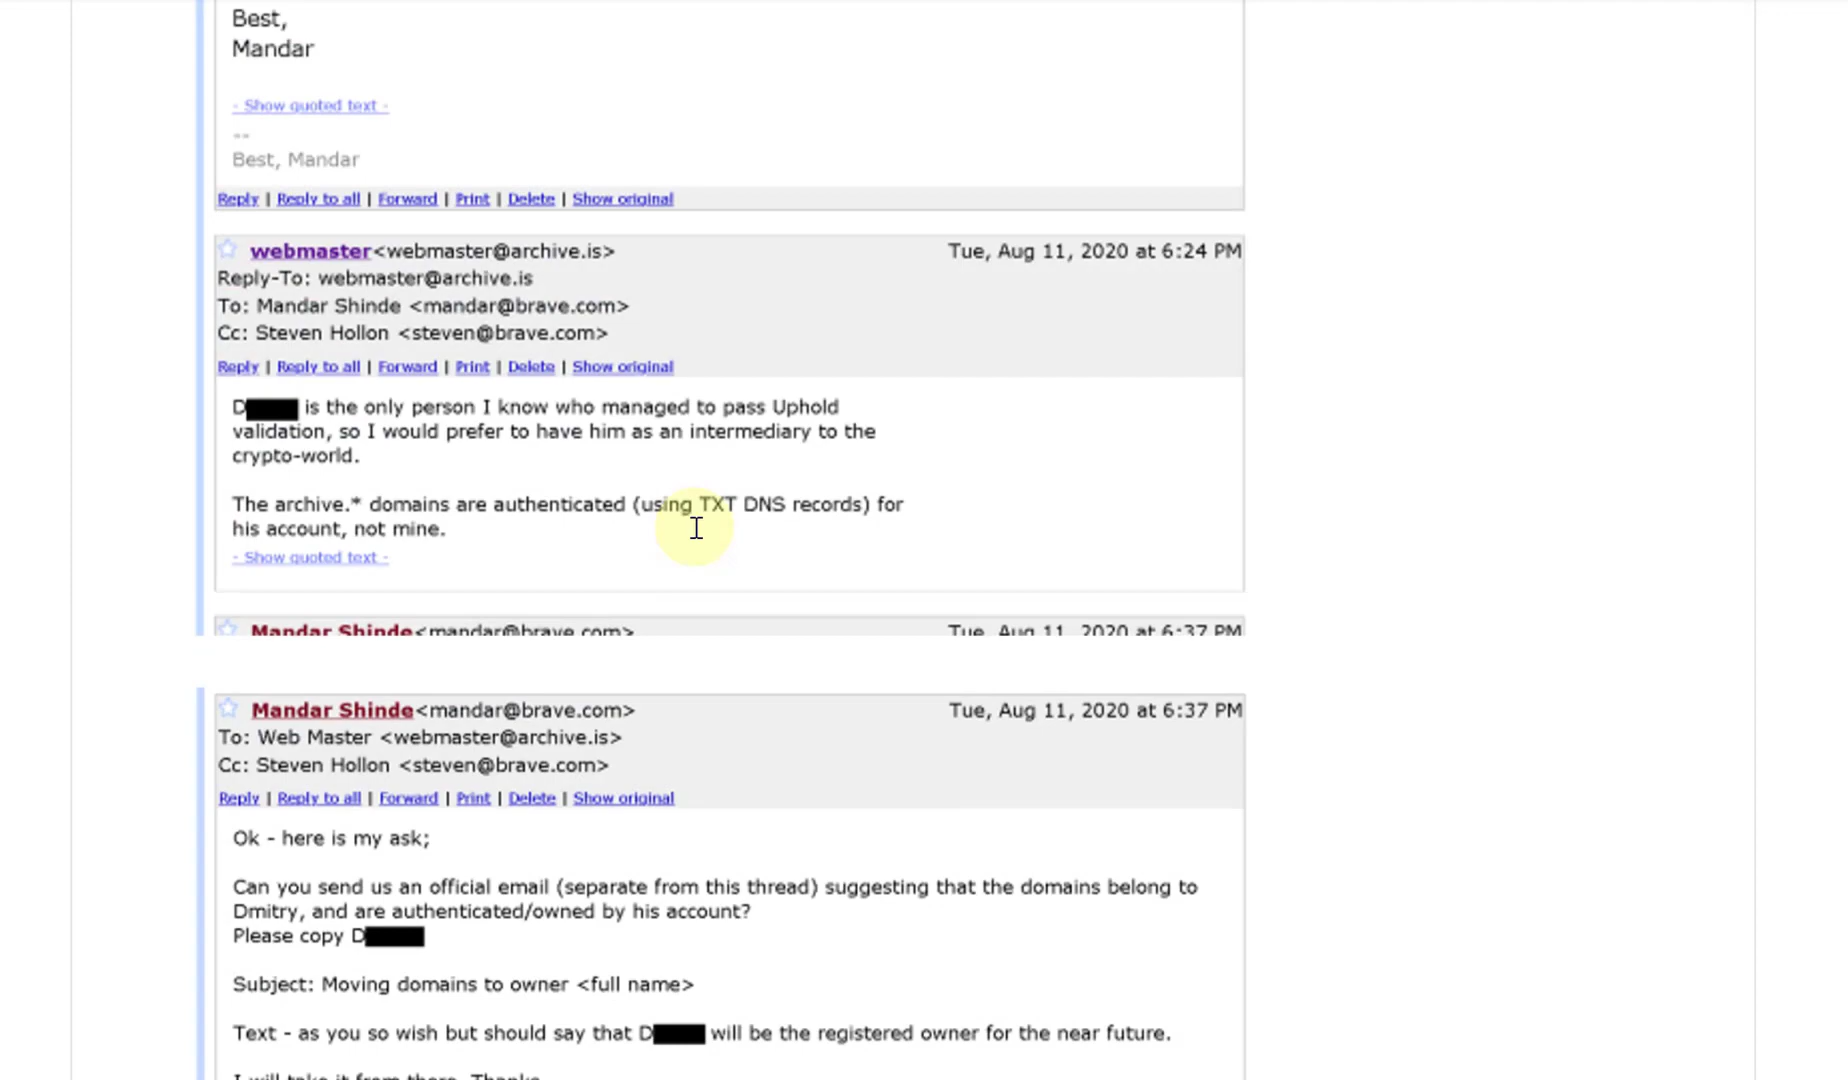 Best,
Mandar
- Show quoted text -
--
Best, Mandar
Reply | Reply to all | Forward | Print | Delete | Show original
webmaster<webmaster@archive.is> Tue, Aug 11, 2020 at 6:24 PM
Reply-To: webmaster@archive.is
To: Mandar Shinde <mandar@brave.com>
Cc: Steven Hollon <steven@brave.com>
Reply | Reply to all | Forward | Print | Delete | Show original
D is the only person I know who managed to pass Uphold
validation, so I would prefer to have him as an intermediary to the
crypto-world.
The archive.* domains are authenticated (using TXT DNS records) for
his account, not mine.
- Show quoted text -
Mandar Shinde<mandar@brave.com> Tue, Aug 11, 2020 at 6:37 PM
Mandar Shinde<mandar@brave.com> Tue, Aug 11, 2020 at 6:37 PM
To: Web Master <webmaster@archive.is>
Cc: Steven Hollon <steven@brave.com>
Reply | Reply to all | Forward | Print | Delete | Show original
Ok - here is my ask;
Can you send us an official email (separate from this thread) suggesting that the domains belong to
Dmitry, and are authenticated/owned by his account?
Please copy D
Subject: Moving domains to owner <full name>
Text - as you so wish but should say that D will be the registered owner for the near future.
I will take it from there. Thanks